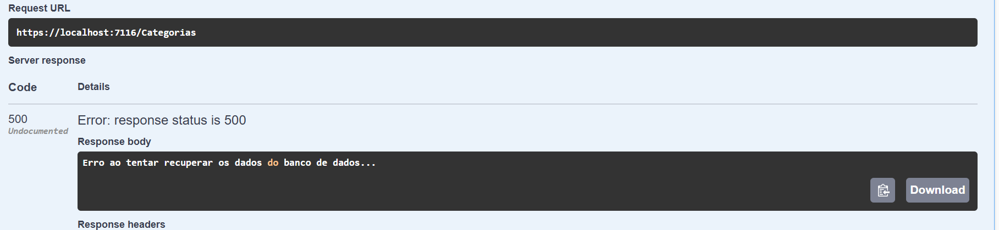 Request URL
https://localhost:7116/Categorias
Server response
Code Details
500 Error: response status is 500
Undocumented
Response body
Erro ao tentar recuperar os dados do banco de dados...
Download
Response headers